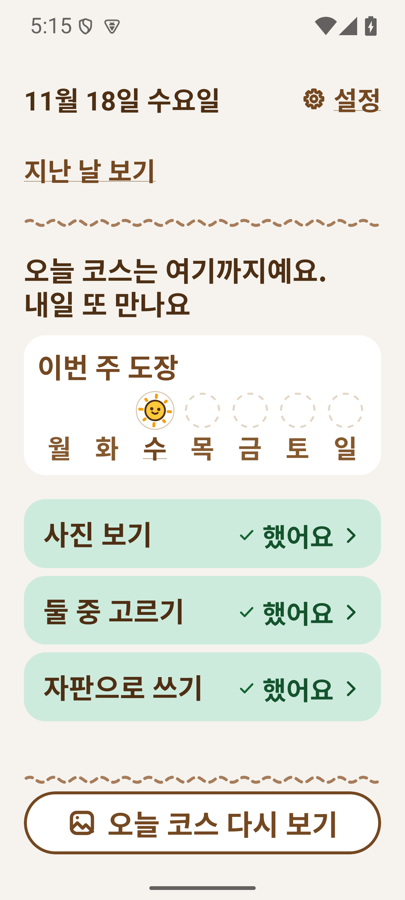 5:15
11월 18일 수요일
설정
지난 날 보기
오늘 코스는 여기까지예요.
내일 또 만나요
이번 주 도장
월 화 수 목 금 토 일
사진 보기 했어요
둘 중 고르기 했어요
자판으로 쓰기 했어요
오늘 코스 다시 보기